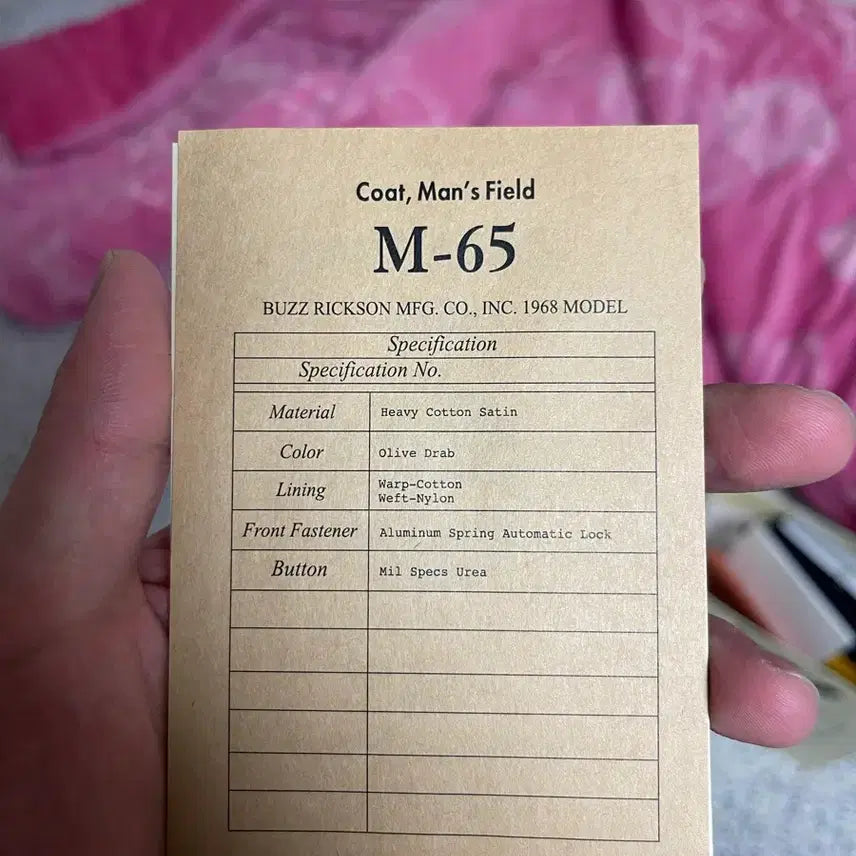 Coat, Man's Field
M-65
BUZZ RICKSON MFG. CO., INC. 1968 MODEL
Specification
Specification No.
Material Heavy Cotton Satin
Color Olive Drab
Lining Warp-Cotton
Weft-Nylon
Front Fastener Aluminum Spring Automatic Lock
Button Mil Specs Urea